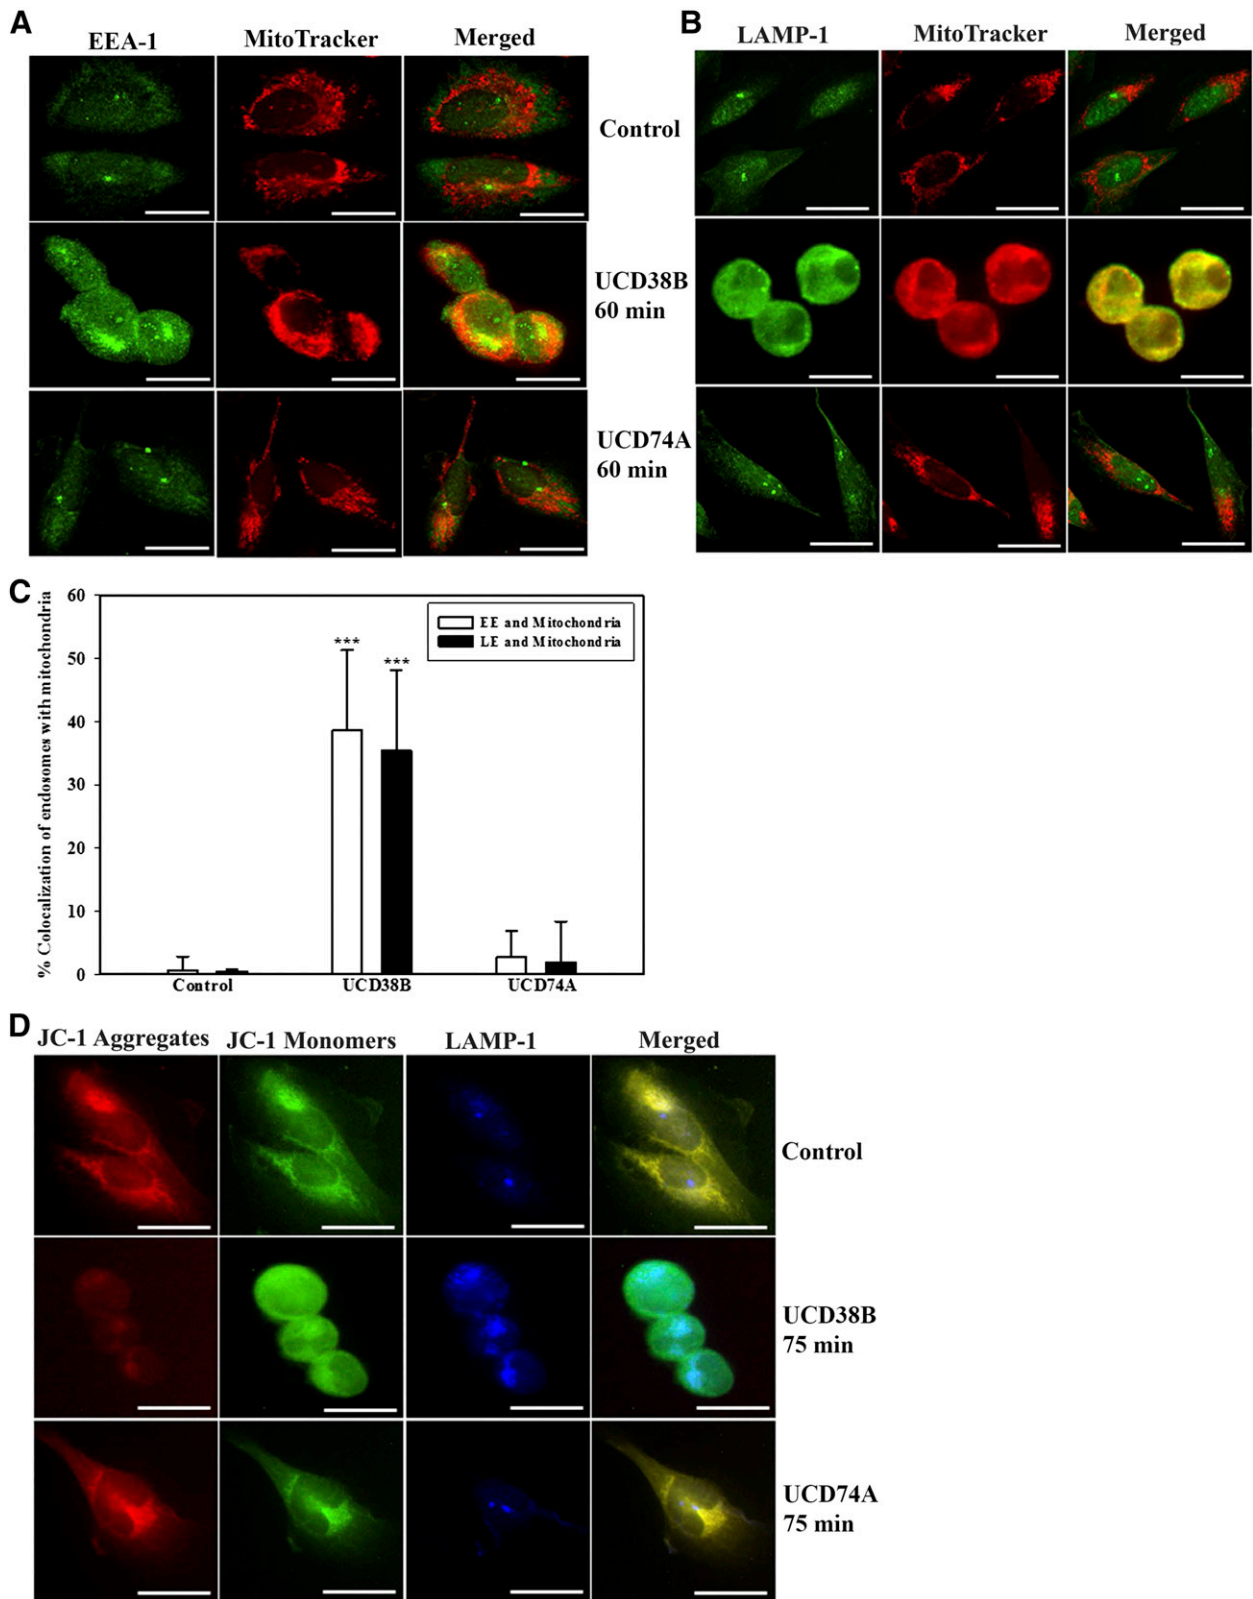 A
EEA-1 MitoTracker Merged
Control
UCD38B
60 min
UCD74A
60 min
B
LAMP-1 MitoTracker Merged
C
% Colocalization of endosomes with mitochondria
60
50
40
30
20
10
0
EE and Mitochondria
LE and Mitochondria
***
***
Control UCD38B UCD74A
D
JC-1 Aggregates JC-1 Monomers LAMP-1 Merged
Control
UCD38B
75 min
UCD74A
75 min